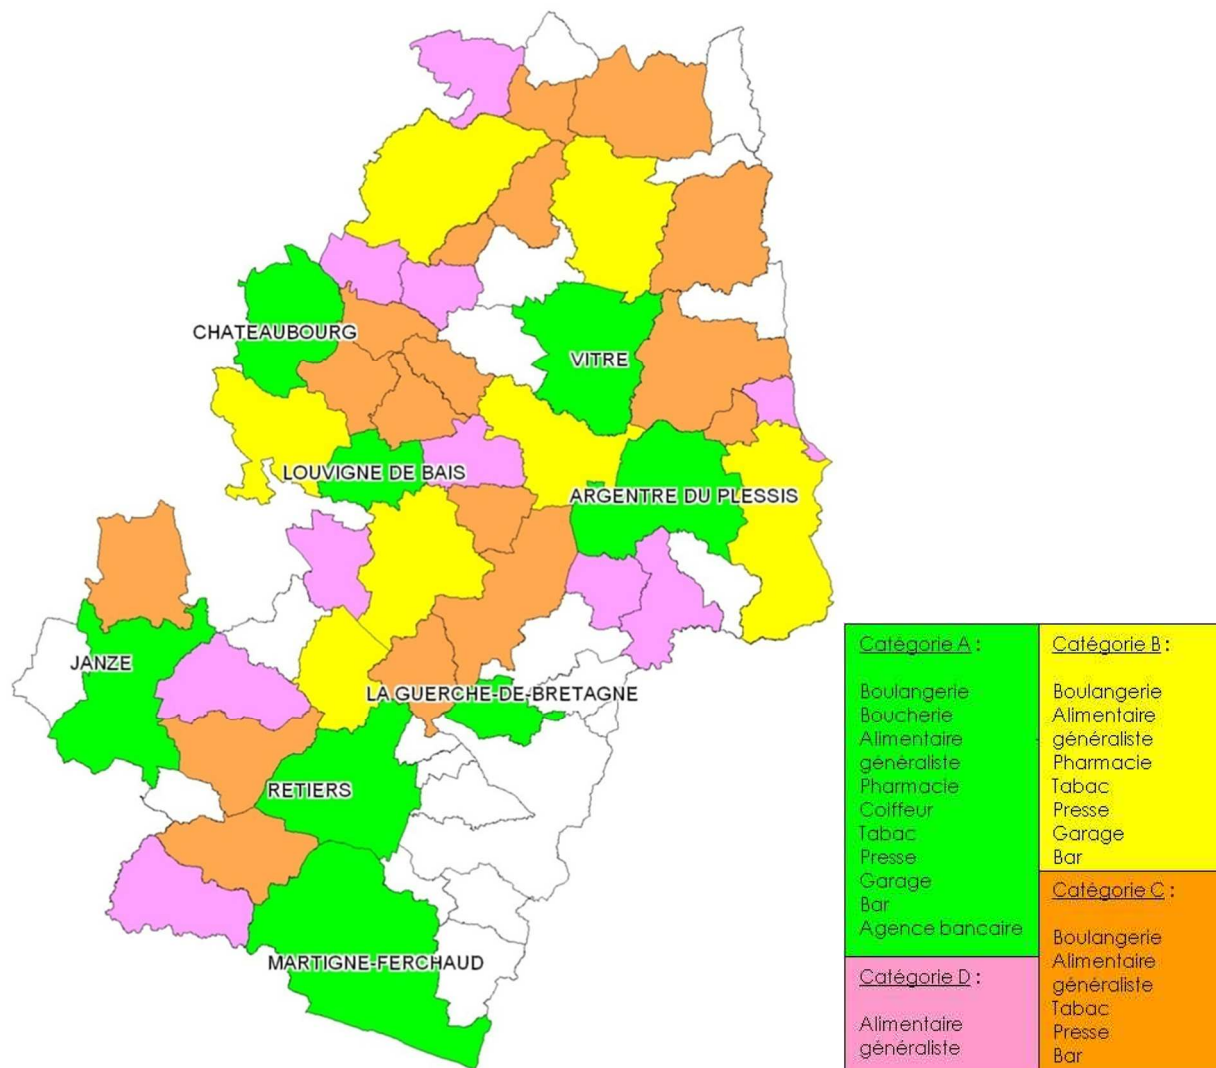 CHATEAUBOURG
VITRE
LOUVIGNE DE BAIS
ARGENTRE DU PLESSIS
JANZE
LA GUERCHE-DE-BRETAGNE
RETIERS
MARTIGNE-FERCHAUD
Catégorie A :
Boulangerie
Boucherie
Alimentaire
généraliste
Pharmacie
Coiffeur
Tabac
Presse
Garage
Bar
Agence bancaire
Catégorie B :
Boulangerie
Alimentaire
généraliste
Pharmacie
Tabac
Presse
Garage
Bar
Catégorie D :
Alimentaire
généraliste
Catégorie C :
Boulangerie
Alimentaire
généraliste
Tabac
Presse
Bar